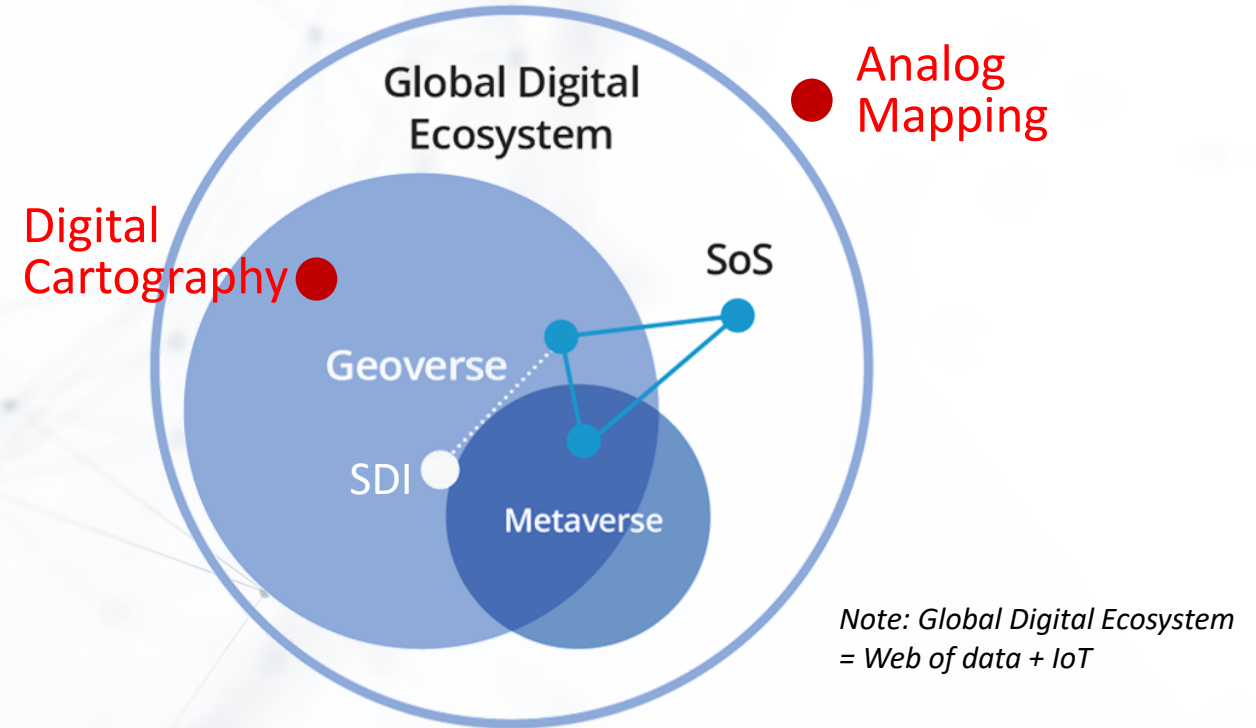 Global Digital
Ecosystem
Analog
Mapping
Digital
Cartography
SoS
Geoverse
SDI
Metaverse
Note: Global Digital Ecosystem
= Web of data + IoT